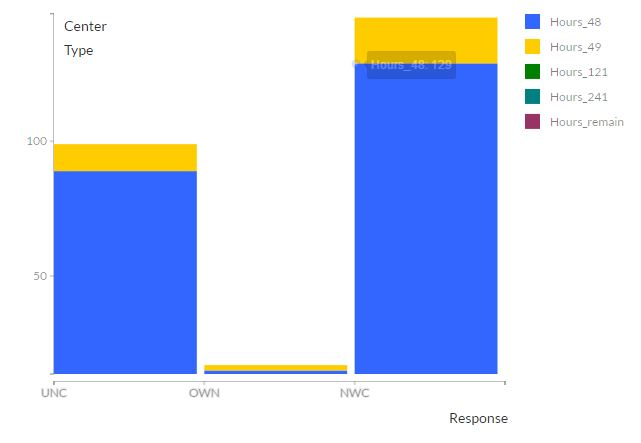 Center
Type
Hours_48
Hours_49
Hours_121
Hours_241
Hours_remain
Hours_48: 129
100
50
UNC
OWN
NWC
Response